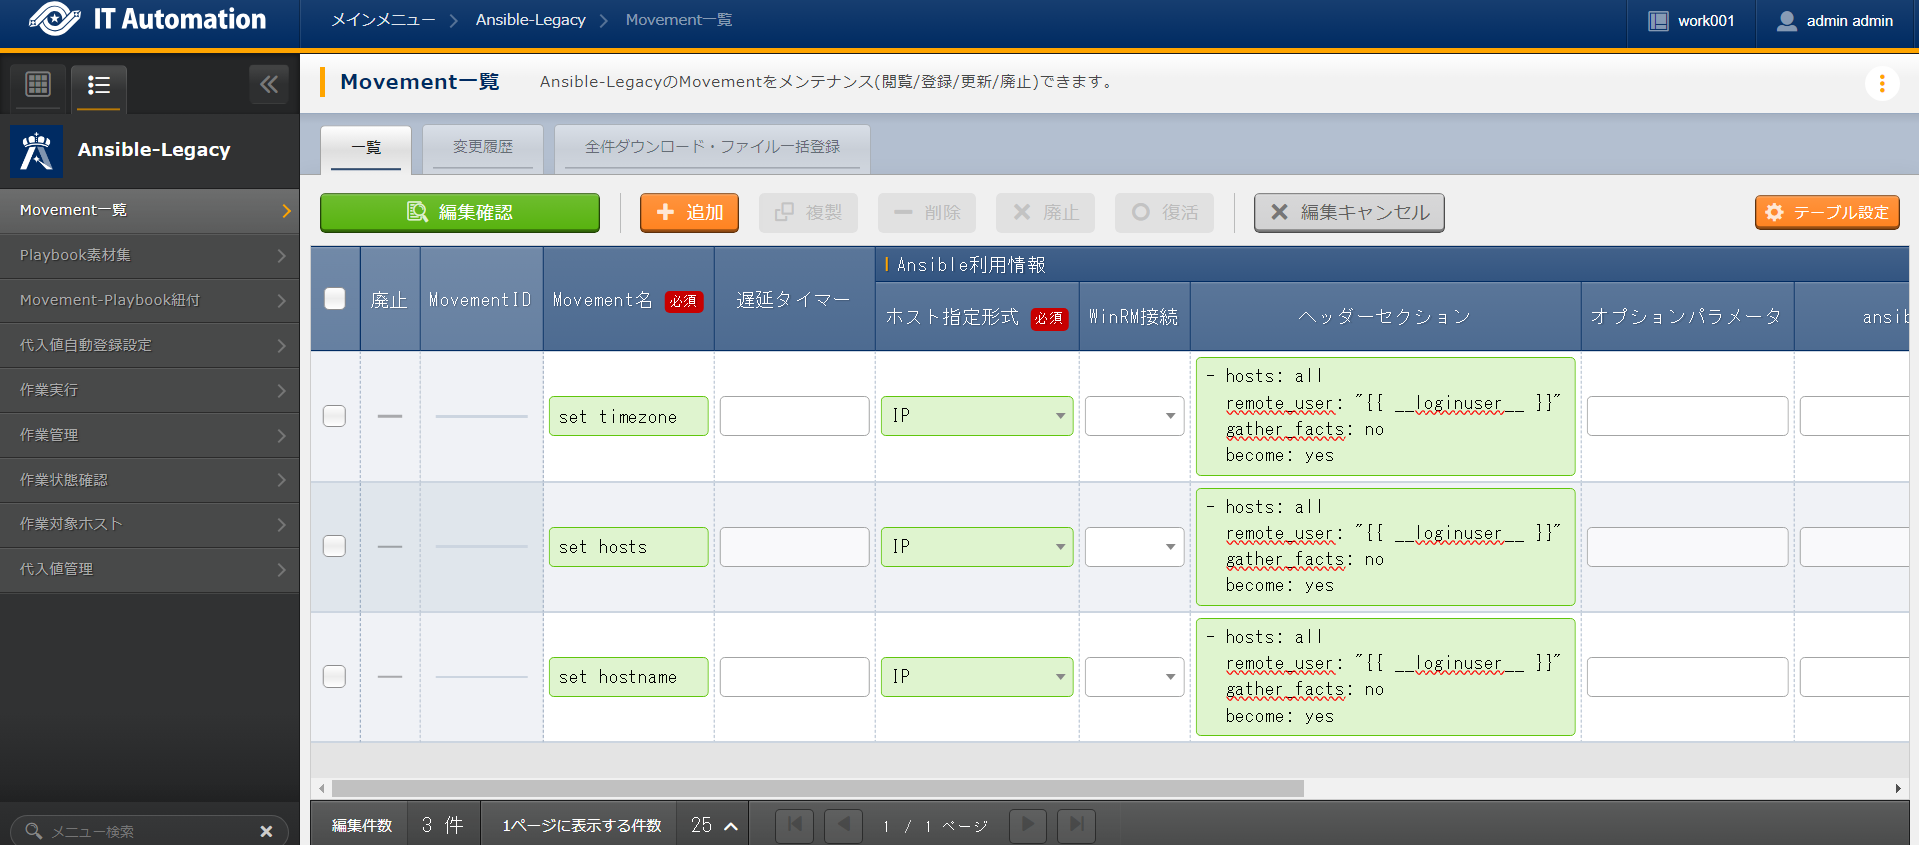 IT Automation
メインメニュー
Ansible-Legacy
Movement一覧
work001
admin admin
Ansible-Legacy
Movement一覧
Playbook素材集
Movement-Playbook紐付
代入値自動登録設定
作業実行
作業管理
作業状態確認
作業対象ホスト
代入値管理
メニュー検索
Movement一覧
Ansible-LegacyのMovementをメンテナンス(閲覧/登録/更新/廃止)できます。
一覧
変更履歴
全件ダウンロード・ファイル一括登録
編集確認
追加
複製
削除
廃止
復活
編集キャンセル
テーブル設定
廃止
MovementID
Movement名 必須
遅延タイマー
Ansible利用情報
ホスト指定形式 必須
WinRM接続
ヘッダーセクション
オプションパラメータ
ansib
set timezone
IP
- hosts: all
remote_user: "{{ __loginuser__ }}"
gather_facts: no
become: yes
set hosts
IP
- hosts: all
remote_user: "{{ __loginuser__ }}"
gather_facts: no
become: yes
set hostname
IP
- hosts: all
remote_user: "{{ __loginuser__ }}"
gather_facts: no
become: yes
編集件数
3 件
1ページに表示する件数
25
1 / 1 ページ